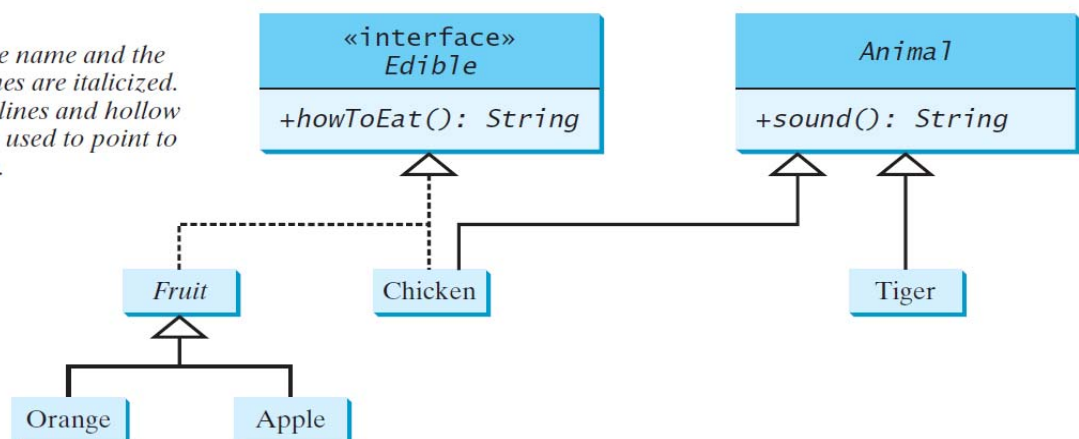 e name and the
nes are italicized.
lines and hollow
used to point to
.
«interface»
Edible
+howToEat(): String
Animal
+sound(): String
Fruit
Chicken
Tiger
Orange
Apple